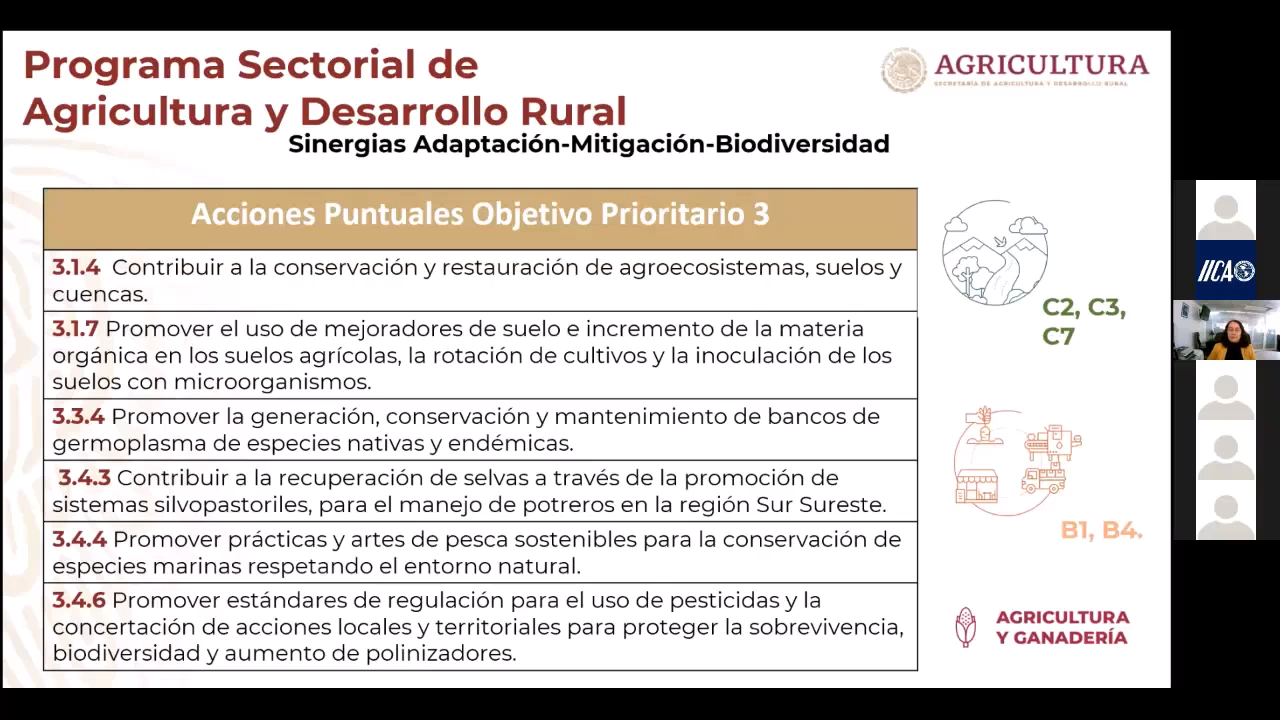 Programa Sectorial de
Agricultura y Desarrollo Rural
AGRICULTURA
SECRETARÍA DE AGRICULTURA Y DESARROLLO RURAL
Sinergias Adaptación-Mitigación-Biodiversidad
Acciones Puntuales Objetivo Prioritario 3
3.1.4 Contribuir a la conservación y restauración de agroecosistemas, suelos y
cuencas.
3.1.7 Promover el uso de mejoradores de suelo e incremento de la materia
orgánica en los suelos agrícolas, la rotación de cultivos y la inoculación de los
suelos con microorganismos.
3.3.4 Promover la generación, conservación y mantenimiento de bancos de
germoplasma de especies nativas y endémicas.
3.4.3 Contribuir a la recuperación de selvas a través de la promoción de
sistemas silvopastoriles, para el manejo de potreros en la región Sur Sureste.
3.4.4 Promover prácticas y artes de pesca sostenibles para la conservación de
especies marinas respetando el entorno natural.
3.4.6 Promover estándares de regulación para el uso de pesticidas y la
concertación de acciones locales y territoriales para proteger la sobrevivencia,
biodiversidad y aumento de polinizadores.
C2, C3,
C7
B1, B4.
AGRICULTURA
Y GANADERÍA
IICA